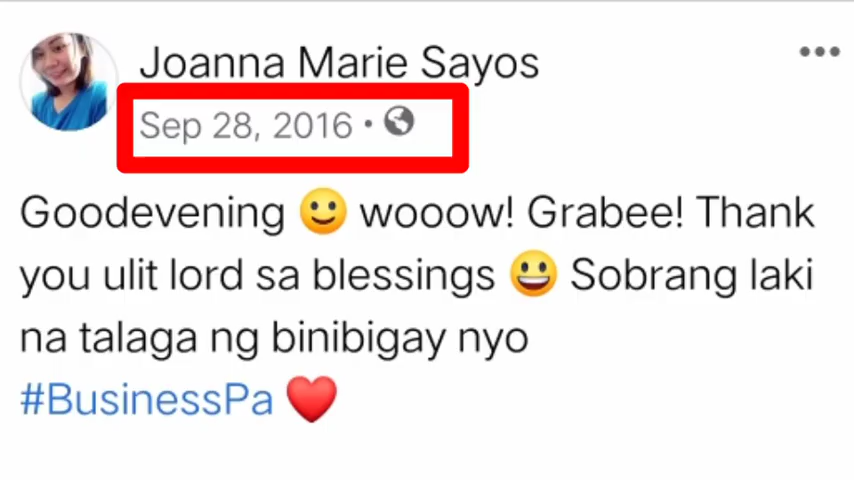 Joanna Marie Sayos
Sep 28, 2016 •
Goodevening 🙂 wooow! Grabee! Thank
you ulit lord sa blessings 😀 Sobrang laki
na talaga ng binibigay nyo
#BusinessPa ❤️